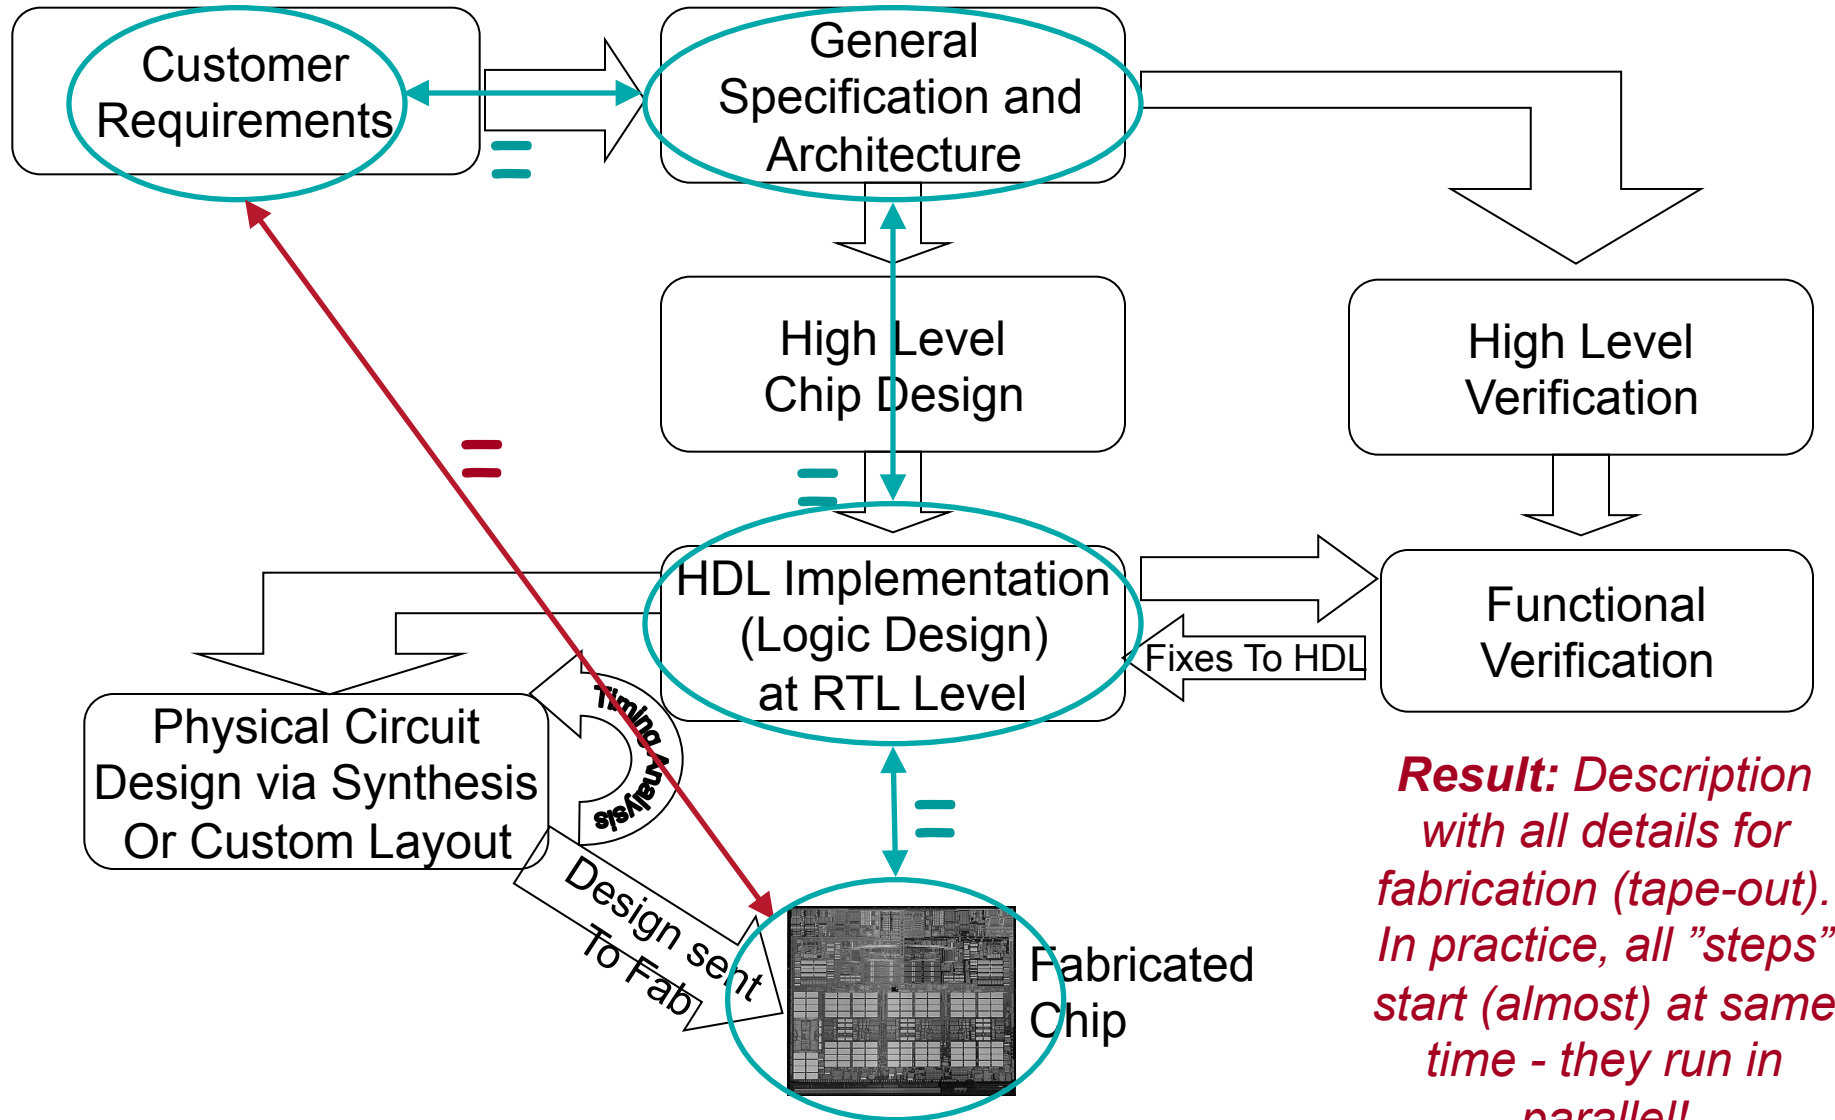 Customer
Requirements
General
Specification and
Architecture
=
High Level
Chip Design
High Level
Verification
=
=
HDL Implementation
(Logic Design)
at RTL Level
Functional
Verification
Fixes To HDL
Timing Analysis
Physical Circuit
Design via Synthesis
Or Custom Layout
=
Design sent
To Fab
Fabricated
Chip
Result: Description
with all details for
fabrication (tape-out).
In practice, all ”steps”
start (almost) at same
time - they run in